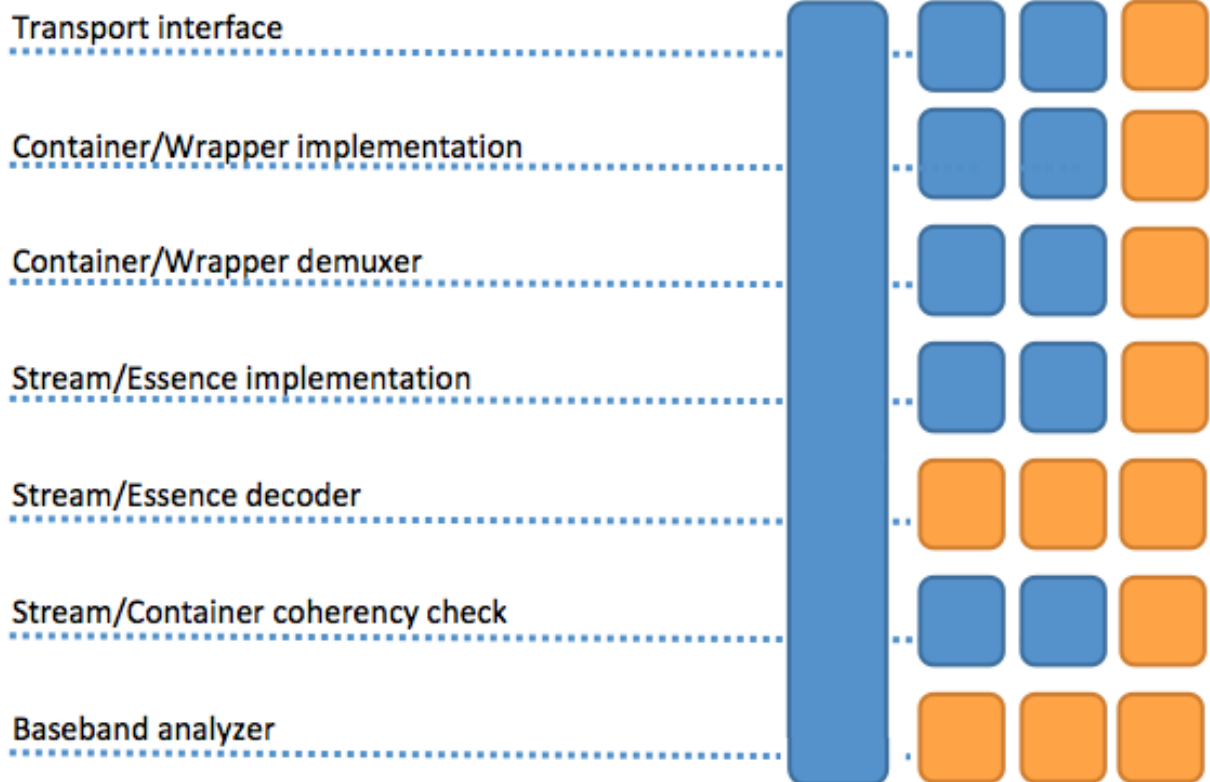 Transport interface
Container/Wrapper implementation
Container/Wrapper demuxer
Stream/Essence implementation
Stream/Essence decoder
Stream/Container coherency check
Baseband analyzer